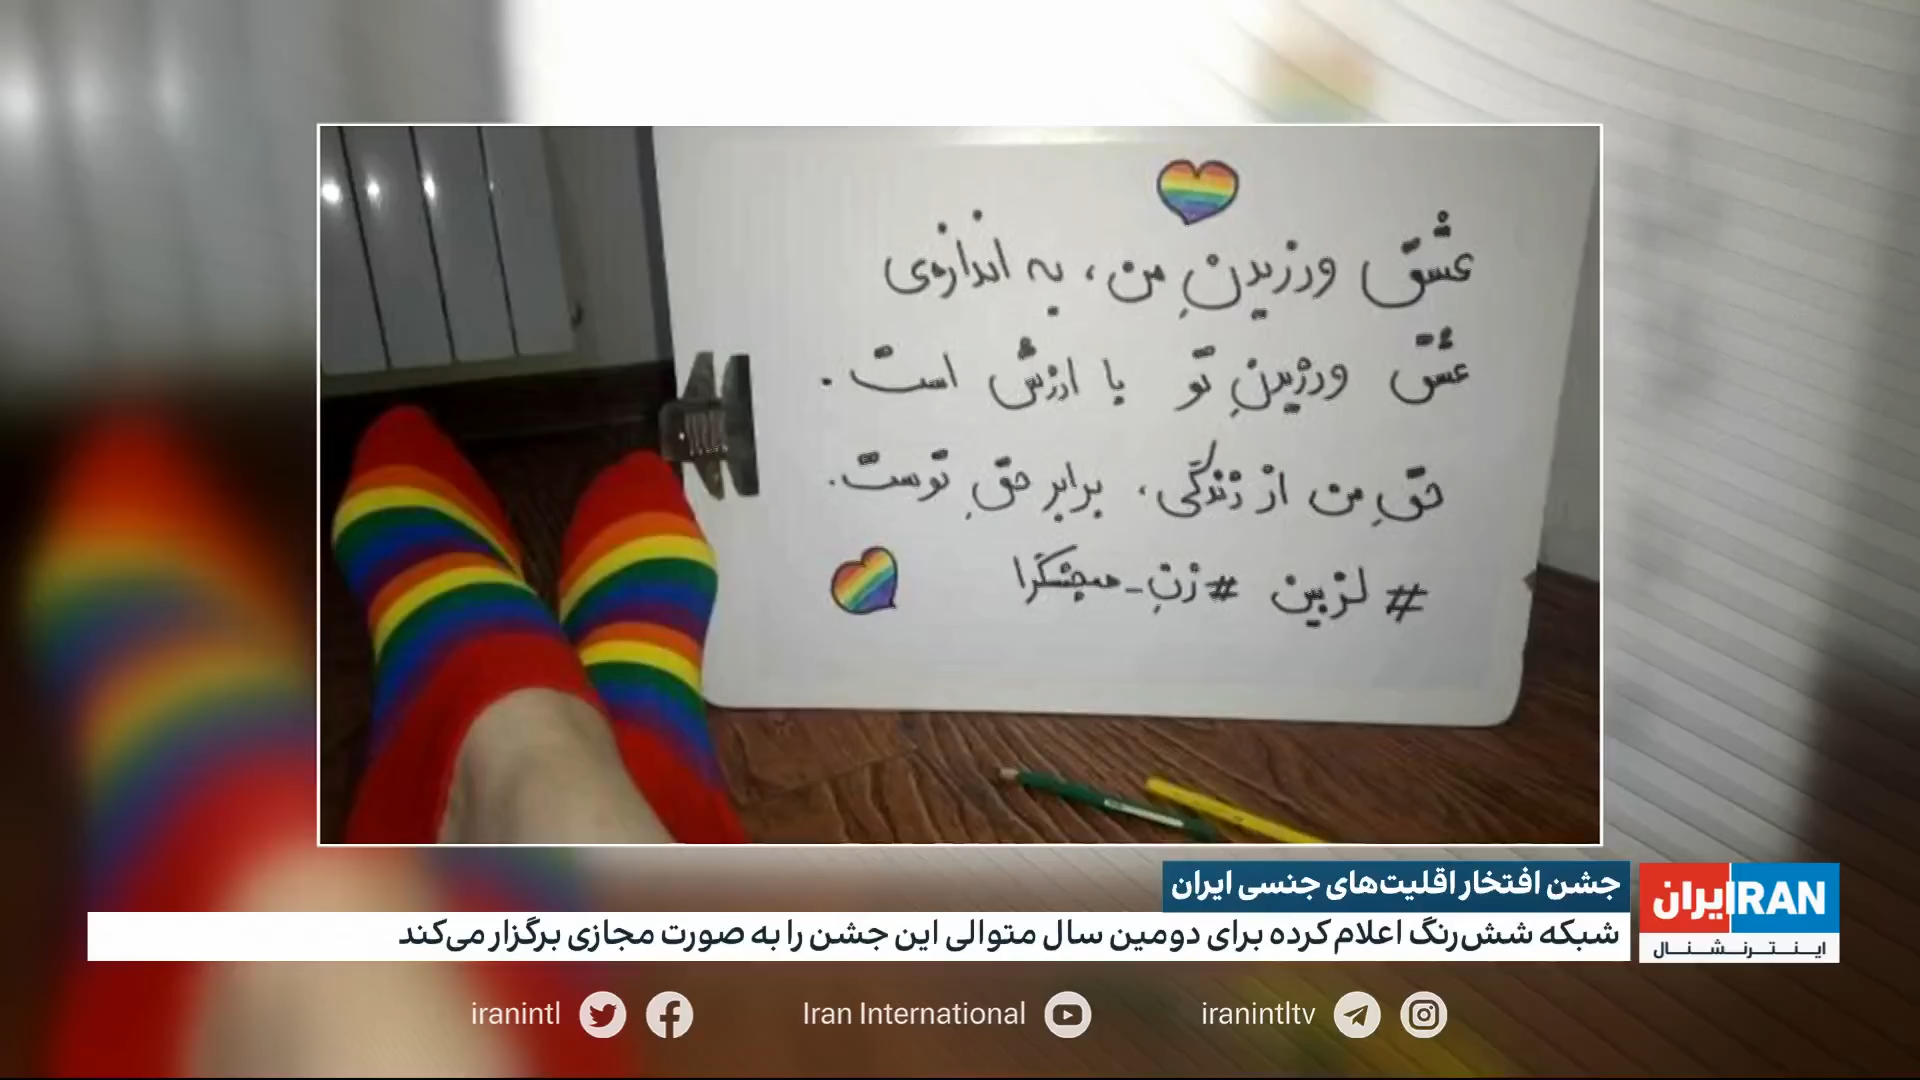 عشق ورزیدنِ من، به اندازه‌ی
عشق ورزیدنِ تو با ارزش است.
حقِ من از زندگی، برابر حقِ توست.
# لزبین #زنِ_همجنسگرا
جشن افتخار اقلیت‌های جنسی ایران
شبکه شش‌رنگ اعلام کرده برای دومین سال متوالی این جشن را به صورت مجازی برگزار می‌کند
ایران IRAN
اینترنشنال
iranintl Iran International iranintltv